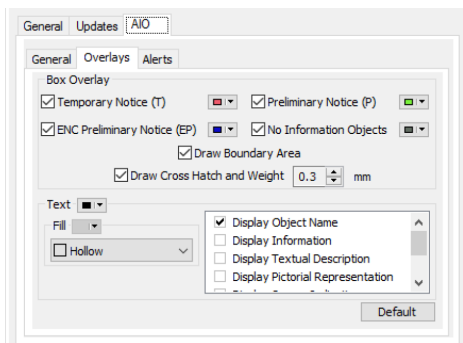 General Updates AIO
General Overlays Alerts
Box Overlay
Temporary Notice (T) Preliminary Notice (P)
ENC Preliminary Notice (EP) No Information Objects
Draw Boundary Area
Draw Cross Hatch and Weight 0.3 mm
Text
Fill
Hollow
Display Object Name
Display Information
Display Textual Description
Display Pictorial Representation
Default